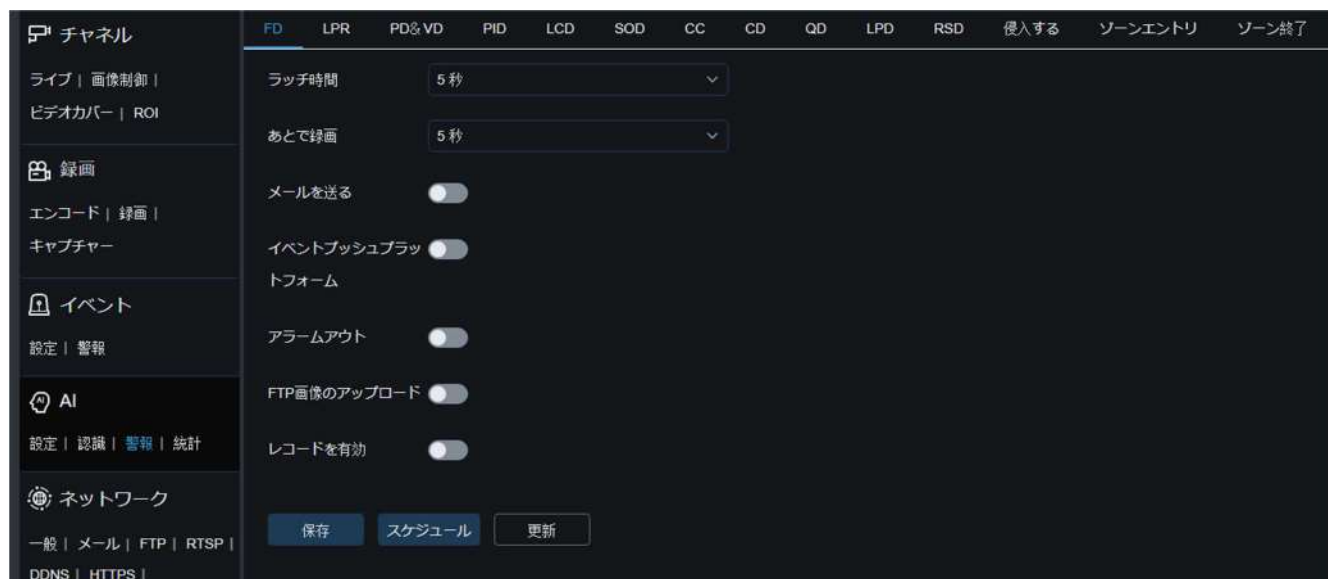 チャネル
ライブ | 画像制御 |
ビデオカバー | ROI
録画
エンコード | 録画 |
キャプチャー
イベント
設定 | 警報
AI
設定 | 認識 | 警報 | 統計
ネットワーク
一般 | メール | FTP | RTSP |
DDNS | HTTPS |
FD LPR PD&VD PID LCD SOD CC CD QD LPD RSD 侵入する ゾーンエントリ ゾーン終了
ラッチ時間 5 秒
あとで録画 5 秒
メールを送る
イベントプッシュプラッ
トフォーム
アラームアウト
FTP画像のアップロード
レコードを有効
保存 スケジュール 更新